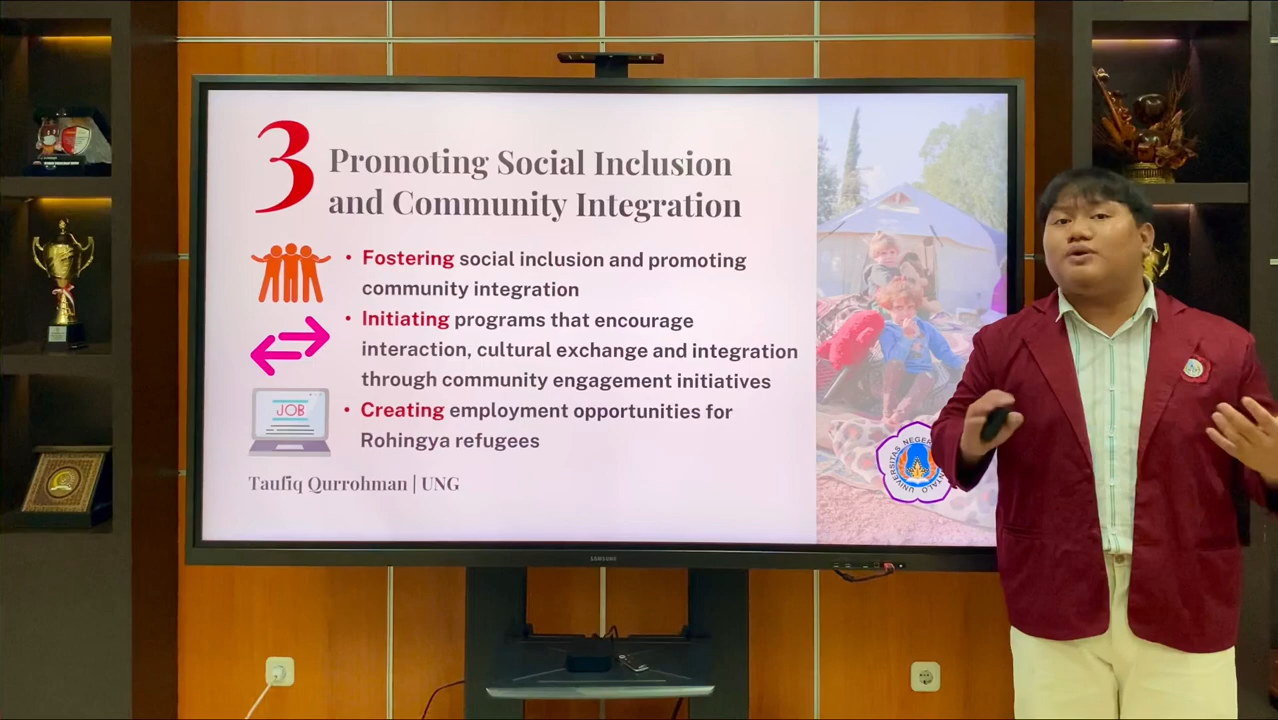 3
Promoting Social Inclusion
and Community Integration
• Fostering social inclusion and promoting
community integration
• Initiating programs that encourage
interaction, cultural exchange and integration
through community engagement initiatives
JOB
• Creating employment opportunities for
Rohingya refugees
Taufiq Qurrohman | UNG
UNIVERSITAS NEGER
SAMSUNG